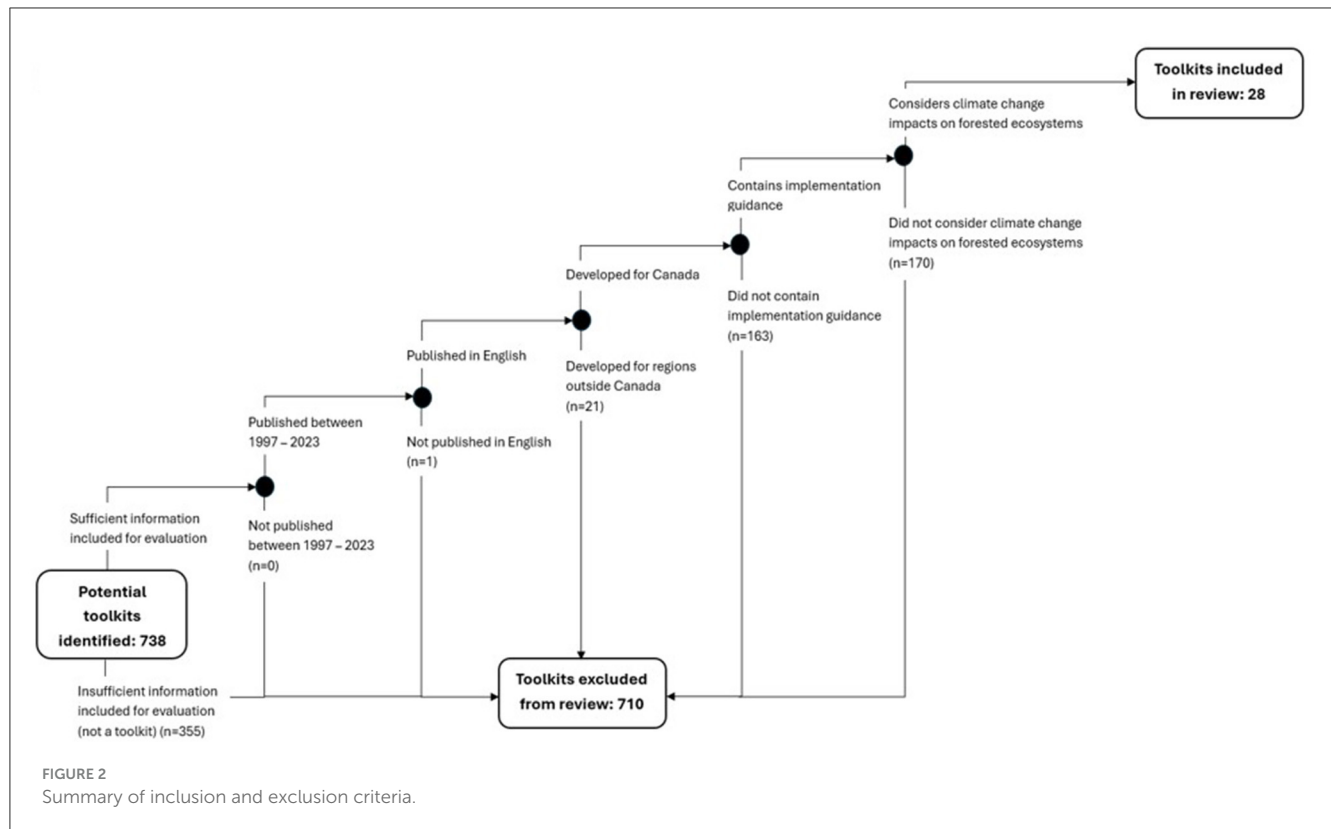 Toolkits included
in review: 28
Considers climate change
impacts on forested ecosystems
Contains implementation
guidance
Did not consider climate change
impacts on forested ecosystems
(n=170)
Developed for Canada
Did not contain
implementation guidance
(n=163)
Published in English
Developed for regions
outside Canada
(n=21)
Published between
1997 – 2023
Not published in English
(n=1)
Sufficient information
included for evaluation
Not published
between 1997 – 2023
(n=0)
Potential
toolkits
identified: 738
Insufficient information
included for evaluation
(not a toolkit) (n=355)
Toolkits excluded
from review: 710
FIGURE 2
Summary of inclusion and exclusion criteria.